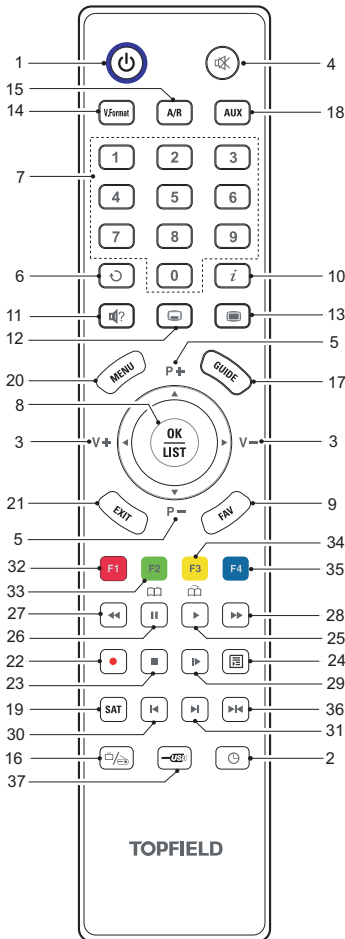 1
4
15
14
V.Format
A/R
AUX
18
7
1
2
3
4
5
6
7
8
9
6
0
i
10
11
?
12
13
5
P+
20
MENU
GUIDE
17
8
3
V+
OK
LIST
V-
3
21
EXIT
FAV
9
5
P-
34
32
F1
F2
F3
F4
35
33
27
28
26
25
22
24
23
29
19
SAT
36
30
31
16
USB
2
37
TOPFIELD